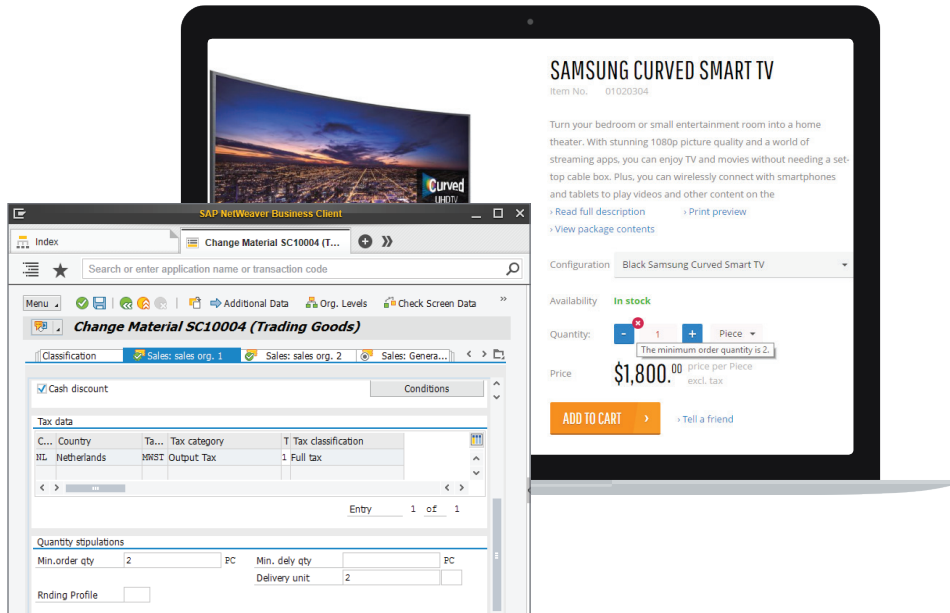 SAMSUNG CURVED SMART TV
Item No. 01020304
Turn your bedroom or small entertainment room into a home
theater. With stunning 1080p picture quality and a world of
streaming apps, you can enjoy TV and movies without needing a set-
top cable box. Plus, you can wirelessly connect with smartphones
and tablets to play videos and other content on the
› Read full description › Print preview
› View package contents
Configuration Black Samsung Curved Smart TV
Availability In stock
Quantity: - 1 + Piece
The minimum order quantity is 2.
Price $1,800.00 price per Piece
excl. tax
ADD TO CART › › Tell a friend
Curved
UHDTV
SAP NetWeaver Business Client
Index Change Material SC10004 (T...
Search or enter application name or transaction code
Menu Additional Data Org. Levels Check Screen Data
Change Material SC10004 (Trading Goods)
Classification Sales: sales org. 1 Sales: sales org. 2 Sales: Genera...
Cash discount Conditions
Tax data
C... Country Ta... Tax category T Tax classification
NL Netherlands MWST Output Tax 1 Full tax
Entry 1 of 1
Quantity stipulations
Min.order qty 2 PC Min. dely qty PC
Delivery unit 2
Rnding Profile